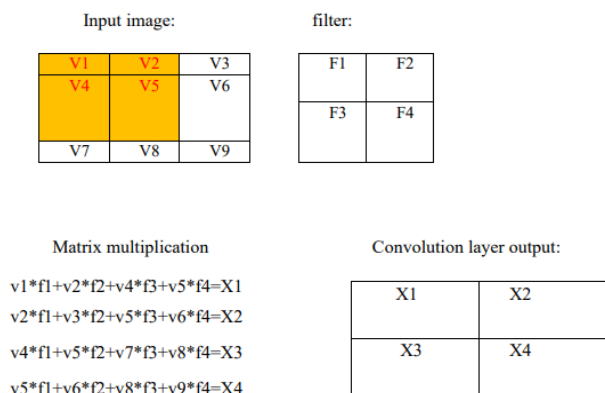 Input image: filter:
V1 V2 V3
V4 V5 V6
V7 V8 V9
F1 F2
F3 F4
Matrix multiplication
v1*f1+v2*f2+v4*f3+v5*f4=X1
v2*f1+v3*f2+v5*f3+v6*f4=X2
v4*f1+v5*f2+v7*f3+v8*f4=X3
v5*f1+v6*f2+v8*f3+v9*f4=X4
Convolution layer output:
X1 X2
X3 X4